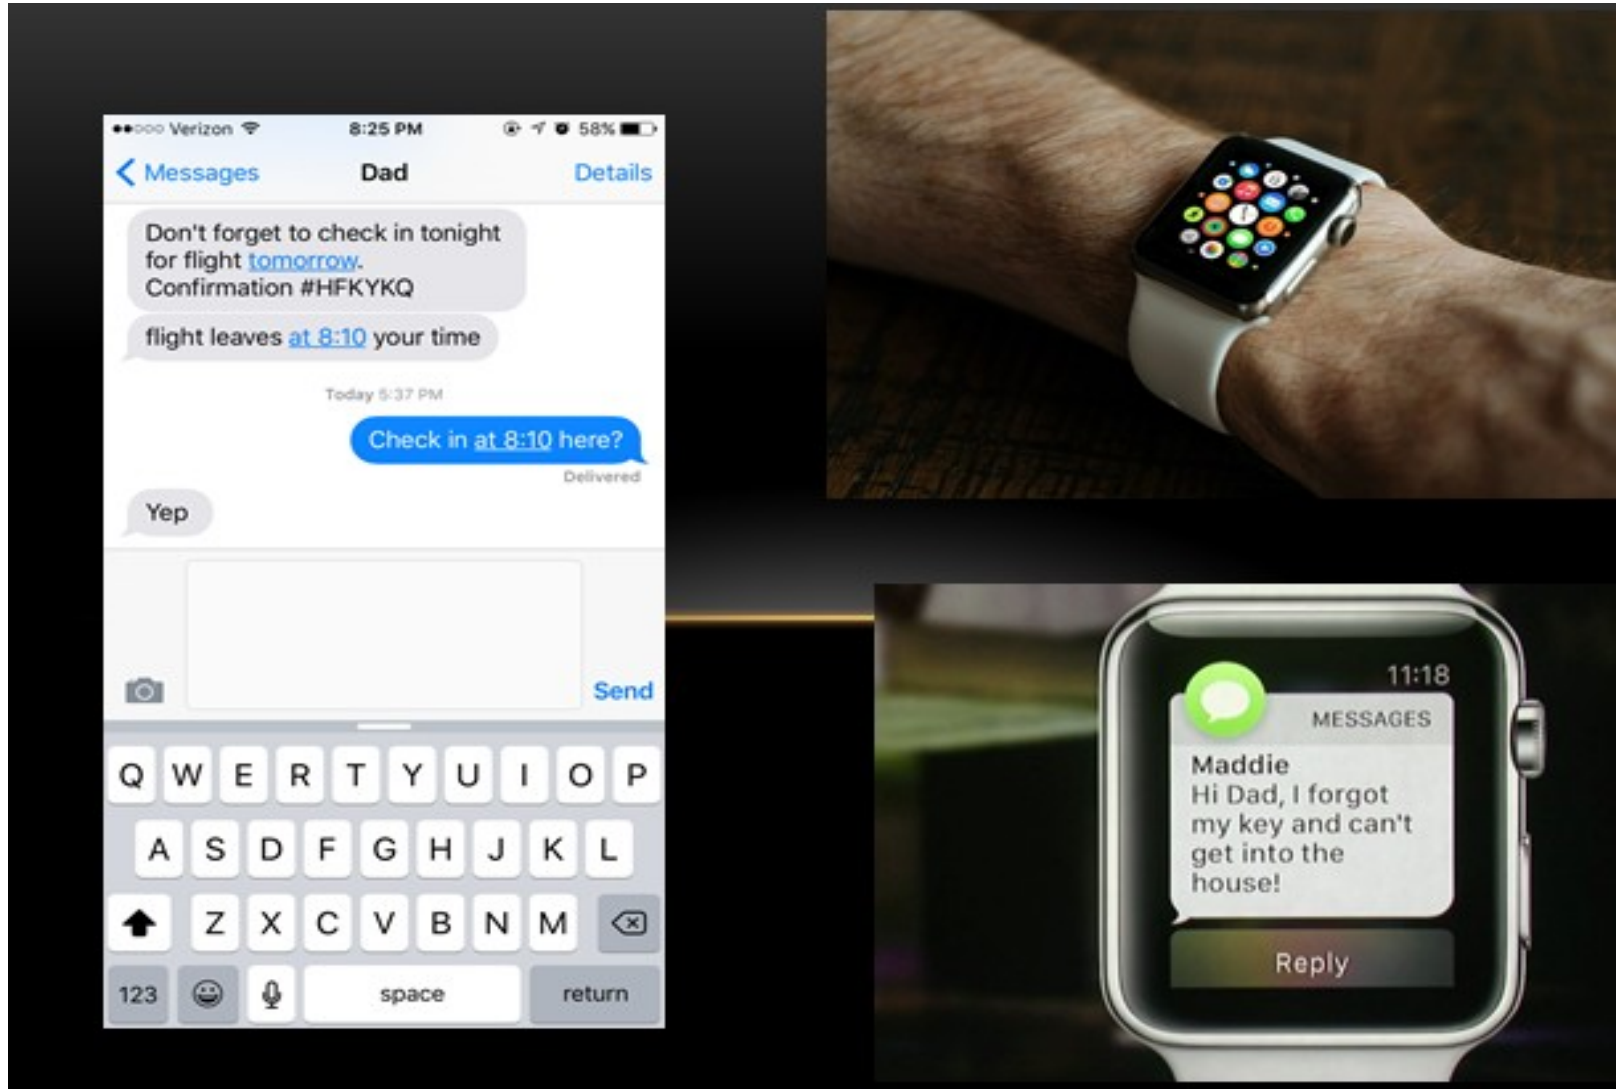 Verizon 8:25 PM 58%
Messages Dad Details
Don't forget to check in tonight
for flight tomorrow.
Confirmation #HFKYKQ
flight leaves at 8:10 your time
Today 5:37 PM
Check in at 8:10 here?
Delivered
Yep
Send
Q W E R T Y U I O P
A S D F G H J K L
Z X C V B N M
123 space return
11:18
MESSAGES
Maddie
Hi Dad, I forgot
my key and can't
get into the
house!
Reply